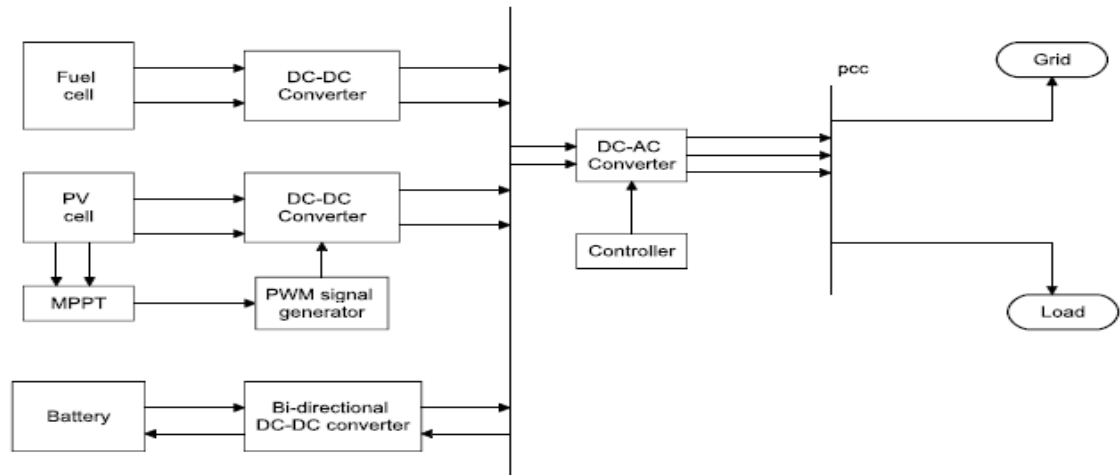 Fuel
cell
DC-DC
Converter
pcc
Grid
DC-AC
Converter
PV
cell
DC-DC
Converter
Controller
MPPT
PWM signal
generator
Load
Battery
Bi-directional
DC-DC converter